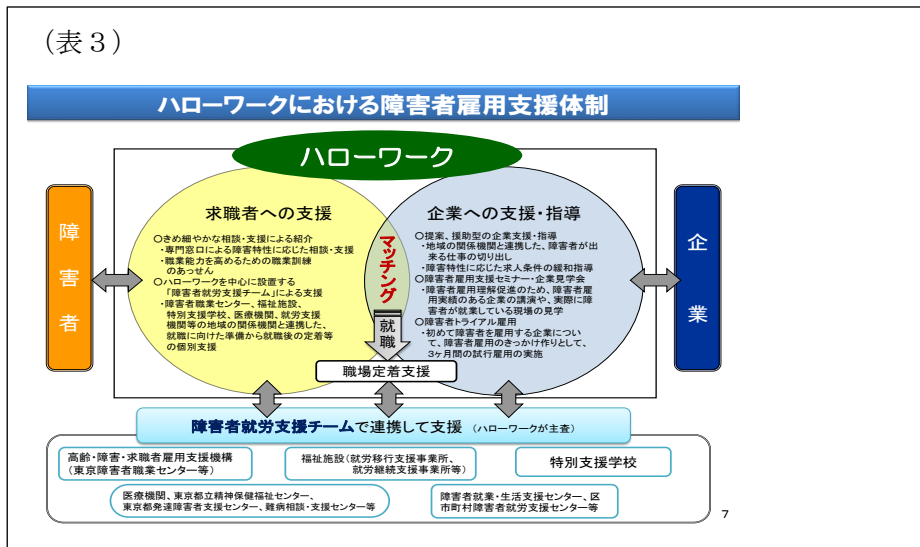 （表３）
ハローワークにおける障害者雇用支援体制
ハローワーク
障害者
求職者への支援
○きめ細やかな相談・支援による紹介
・専門窓口による障害特性に応じた相談・支援
・職業能力を高めるための職業訓練
のあっせん
○ハローワークを中心に設置する
「障害者就労支援チーム」による支援
・障害者職業センター、福祉施設、
特別支援学校、医療機関、就労支援
機関等の地域の関係機関と連携した、
就職に向けた準備から就職後の定着等
の個別支援
マッチング
就職
企業への支援・指導
○提案、援助型の企業支援・指導
・地域の関係機関と連携した、障害者が出
来る仕事の切り出し
・障害特性に応じた求人条件の緩和指導
○障害者雇用支援セミナー・企業見学会
・障害者雇用理解促進のため、障害者雇
用実績のある企業の講演や、実際に障
害者が就業している現場の見学
○障害者トライアル雇用
・初めて障害者を雇用する企業につい
て、障害者雇用のきっかけ作りとして、
３ヶ月間の試行雇用の実施
企業
職場定着支援
障害者就労支援チームで連携して支援 （ハローワークが主査）
高齢・障害・求職者雇用支援機構
（東京障害者職業センター等）
福祉施設（就労移行支援事業所、
就労継続支援事業所等）
特別支援学校
医療機関、東京都立精神保健福祉センター、
東京都発達障害者支援センター、難病相談・支援センター等
障害者就業・生活支援センター、区
市町村障害者就労支援センター等
7